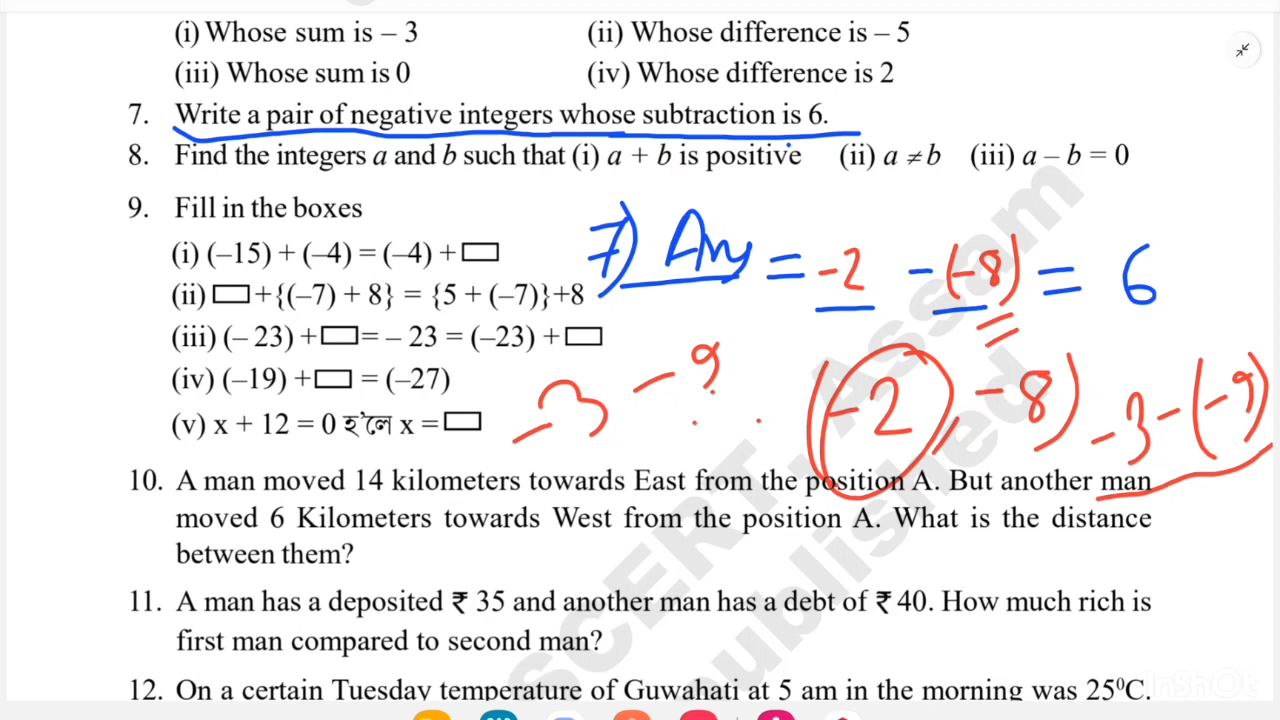 (i) Whose sum is – 3 (ii) Whose difference is – 5
(iii) Whose sum is 0 (iv) Whose difference is 2
7. Write a pair of negative integers whose subtraction is 6.
8. Find the integers a and b such that (i) a + b is positive (ii) a ≠ b (iii) a – b = 0
9. Fill in the boxes
(i) (–15) + (–4) = (–4) + ▭
(ii) ▭ +{(–7) + 8} = {5 + (–7)}+8
(iii) (– 23) + ▭ = – 23 = (–23) + ▭
(iv) (–19) + ▭ = (–27)
(v) x + 12 = 0 হ'লে x = ▭
7) Ans = -2 - (-8) = 6
-3 - ?
(-2, -8)
-3 - (-9)
10. A man moved 14 kilometers towards East from the position A. But another man
moved 6 Kilometers towards West from the position A. What is the distance
between them?
11. A man has a deposited ₹ 35 and another man has a debt of ₹ 40. How much rich is
first man compared to second man?
12. On a certain Tuesday temperature of Guwahati at 5 am in the morning was 25⁰C.
SCERT, Assam
published
InShOt